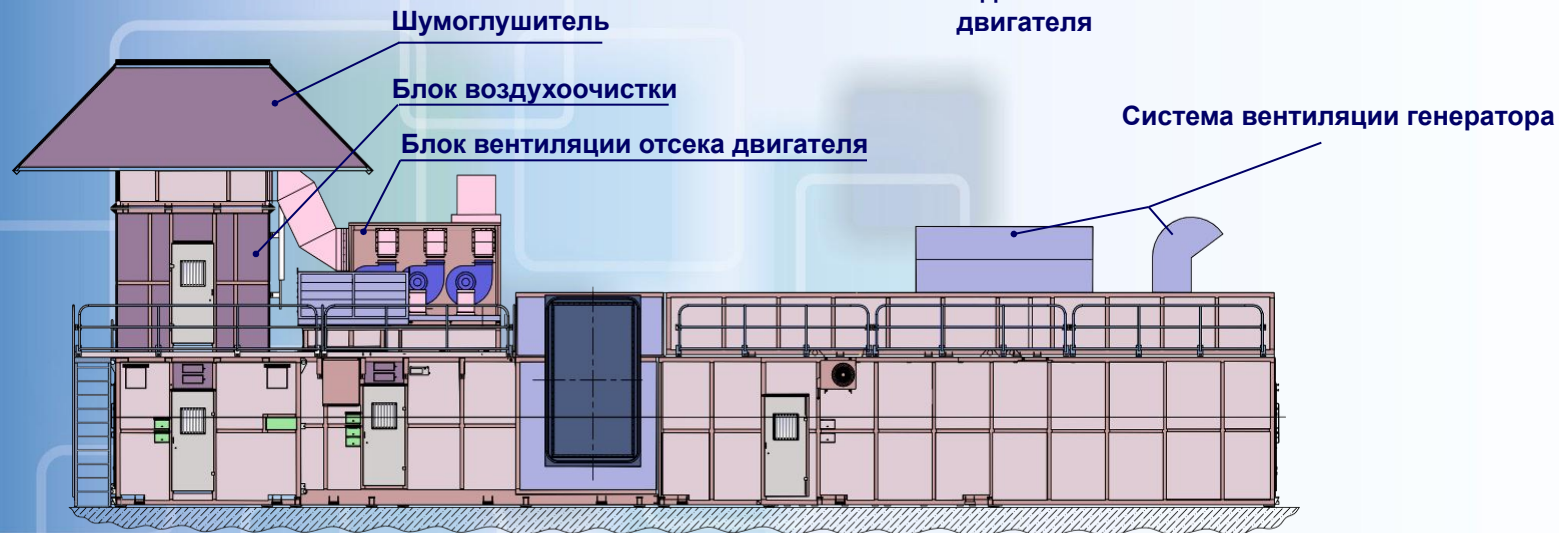 двигателя
Шумоглушитель
Блок воздухоочистки
Система вентиляции генератора
Блок вентиляции отсека двигателя